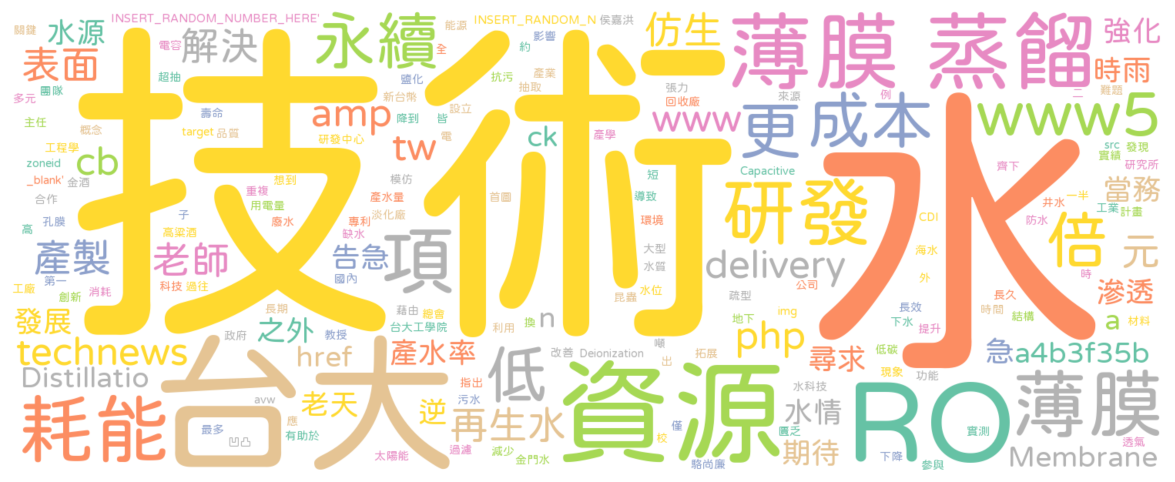 關鍵
水源
INSERT_RANDOM_NUMBER_HERE'
永續
能源
INSERT_RANDOM_N
侯嘉洪
仿生
薄膜
蒸餾
強化
電容
解決
全
影響
約
表面
超抽
鹽化
抗污
產業
時雨
多元
團隊
壽命
新台幣
設立
抽取
張力
來源
例
二
難題
回收廠
主任
概念
target
品質
amp
降到
皆
www
更
成本
www5
工程學
研發中心
電
產學
tw
ck
src
實績
發現
zoneid
cb
技術
水
_blank'
金酒
想到
模仿
短
Capacitive
齊下
研究所
合作
重複
用電量
產水量
首圖
導致
研發
一半
當務
孔膜
子
專利
淡化廠
環境
井水
工業
計畫
高
高粱酒
廢水
缺水
CDI
防水
倍
元
產製
老師
告急
項
大型
海水
第一
國內
水質
delivery
外
時
工廠
創新
消耗
科技
過往
昆蟲
水位
公司
滲透
長期
藉由
總會
疏型
長效
長久
時間
結構
發展
之外
台大工學院
利用
換
n
地下
img
下水
提升
a
材料
政府
教授
php
technews
href
產水率
改善
Deionization
噸
拓展
尋求
低碳
急
a4b3f35b
出
現象
Distillatio
台大
低
資源
水科技
功能
RO
薄膜
avw
指出
耗能
應
老天
逆
污水
再生水
水情
最多
凹凸
有助於
僅
匱乏
實測
校
期待
透氣
太陽能
過濾
減少
金門水
駱尚廉
下降
參與
Membrane